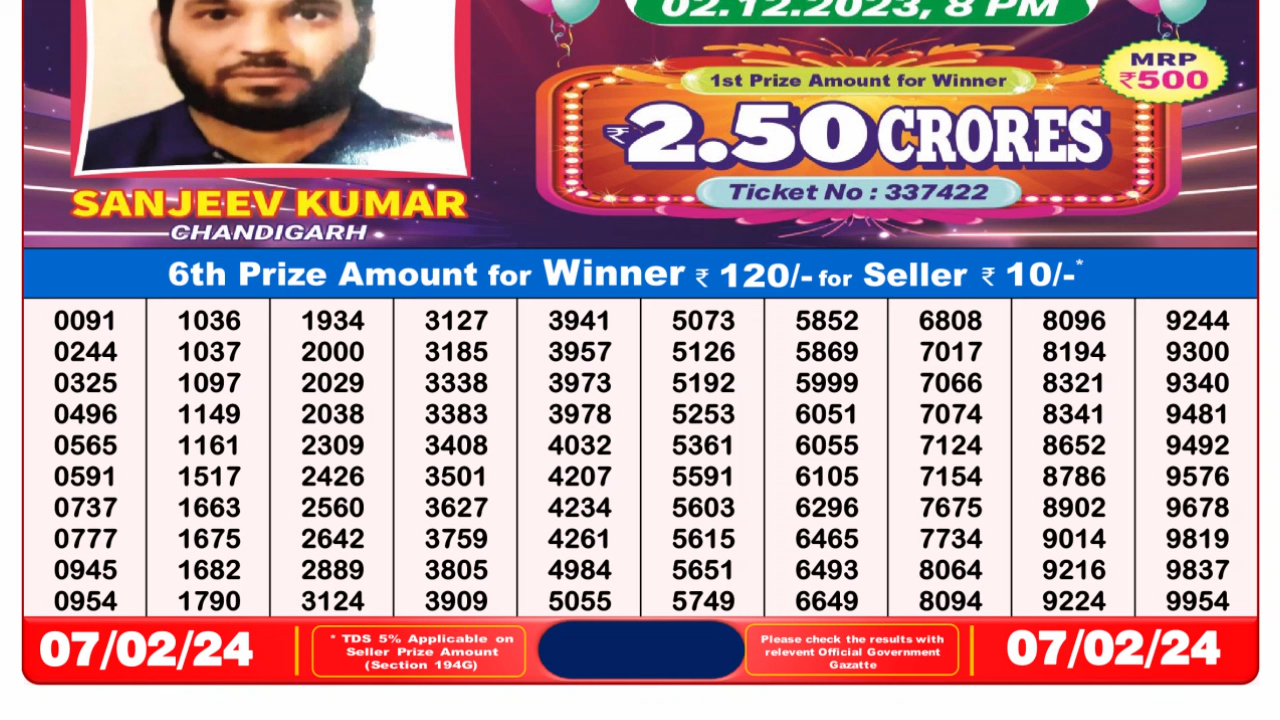 02.12.2023, 8 PM
1st Prize Amount for Winner
MRP
₹500
₹2.50 CRORES
Ticket No : 337422
SANJEEV KUMAR
CHANDIGARH
6th Prize Amount for Winner ₹ 120/- for Seller ₹ 10/-*
0091 1036 1934 3127 3941 5073 5852 6808 8096 9244
0244 1037 2000 3185 3957 5126 5869 7017 8194 9300
0325 1097 2029 3338 3973 5192 5999 7066 8321 9340
0496 1149 2038 3383 3978 5253 6051 7074 8341 9481
0565 1161 2309 3408 4032 5361 6055 7124 8652 9492
0591 1517 2426 3501 4207 5591 6105 7154 8786 9576
0737 1663 2560 3627 4234 5603 6296 7675 8902 9678
0777 1675 2642 3759 4261 5615 6465 7734 9014 9819
0945 1682 2889 3805 4984 5651 6493 8064 9216 9837
0954 1790 3124 3909 5055 5749 6649 8094 9224 9954
07/02/24
* TDS 5% Applicable on
Seller Prize Amount
(Section 194G)
Please check the results with
relevent Official Government
Gazatte
07/02/24